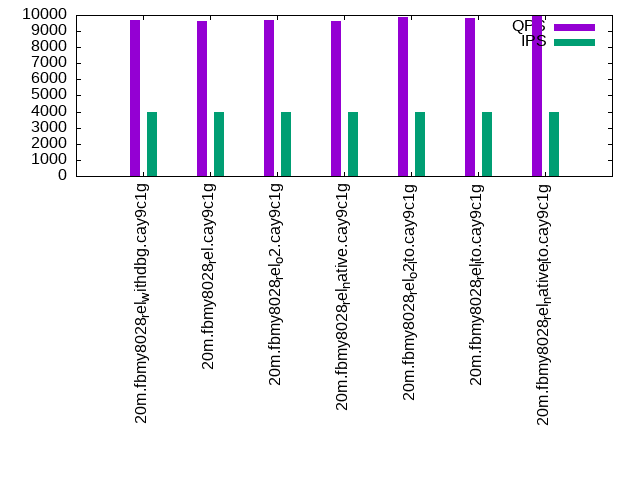 10000
9000
8000
7000
6000
5000
4000
3000
2000
1000
0
QPS
IPS
20m.fbmy8028relwithdbg.cay9c1g
20m.fbmy8028rel.cay9c1g
20m.fbmy8028relo2.cay9c1g
20m.fbmy8028relnative.cay9c1g
20m.fbmy8028relo2lto.cay9c1g
20m.fbmy8028rellto.cay9c1g
20m.fbmy8028relnativelto.cay9c1g